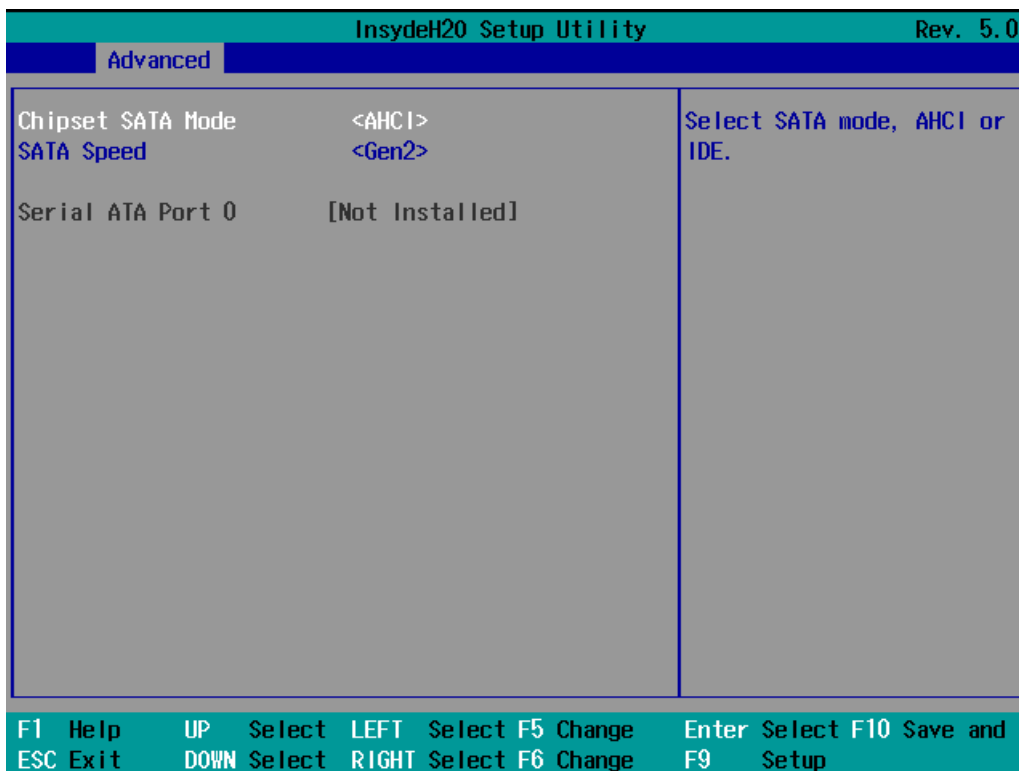 InsydeH20 Setup Utility Rev. 5.0
Advanced
Chipset SATA Mode <AHCI> Select SATA mode, AHCI or
SATA Speed <Gen2> IDE.
Serial ATA Port 0 [Not Installed]
F1 Help UP Select LEFT Select F5 Change Enter Select F10 Save and
ESC Exit DOWN Select RIGHT Select F6 Change F9 Setup